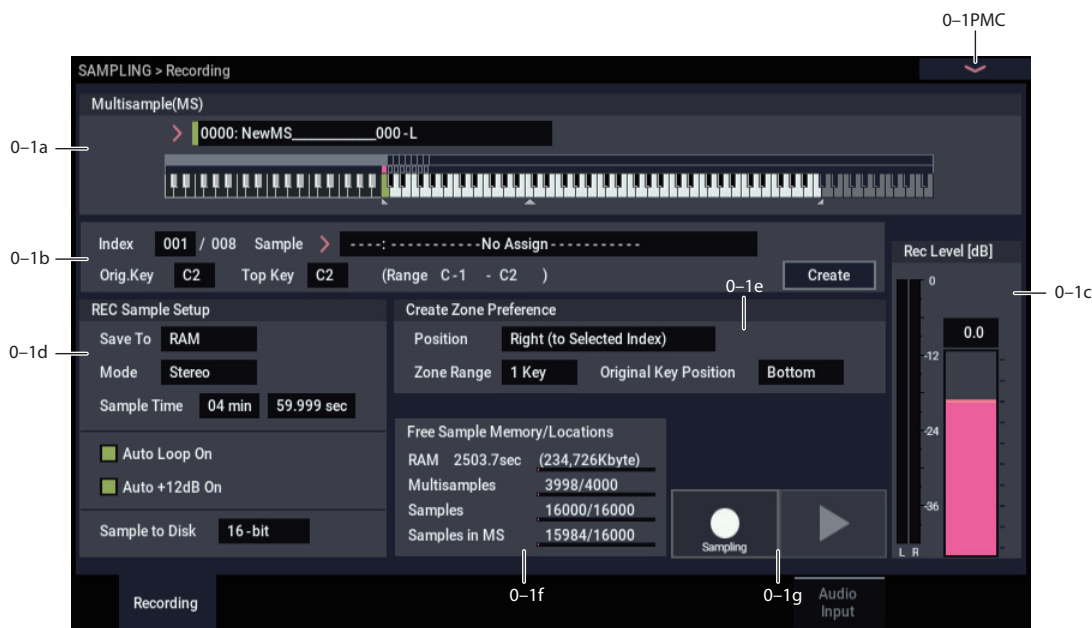 0–1PMC
SAMPLING > Recording
Multisample(MS)
0000: NewMS____________000 -L
0–1a
Index 001 / 008 Sample ----: -----------No Assign-----------
0–1b
Orig.Key C2 Top Key C2 (Range C-1 - C2 ) Create
0–1e
Rec Level [dB]
0–1c
REC Sample Setup
Save To RAM
0–1d
Mode Stereo
Sample Time 04 min 59.999 sec
Auto Loop On
Auto +12dB On
Sample to Disk 16-bit
Create Zone Preference
Position Right (to Selected Index)
Zone Range 1 Key Original Key Position Bottom
Free Sample Memory/Locations
RAM 2503.7sec (234,726Kbyte)
Multisamples 3998/4000
Samples 16000/16000
Samples in MS 15984/16000
Sampling
0
-12
-24
-36
L R
0.0
Recording
0–1f
0–1g
Audio
Input